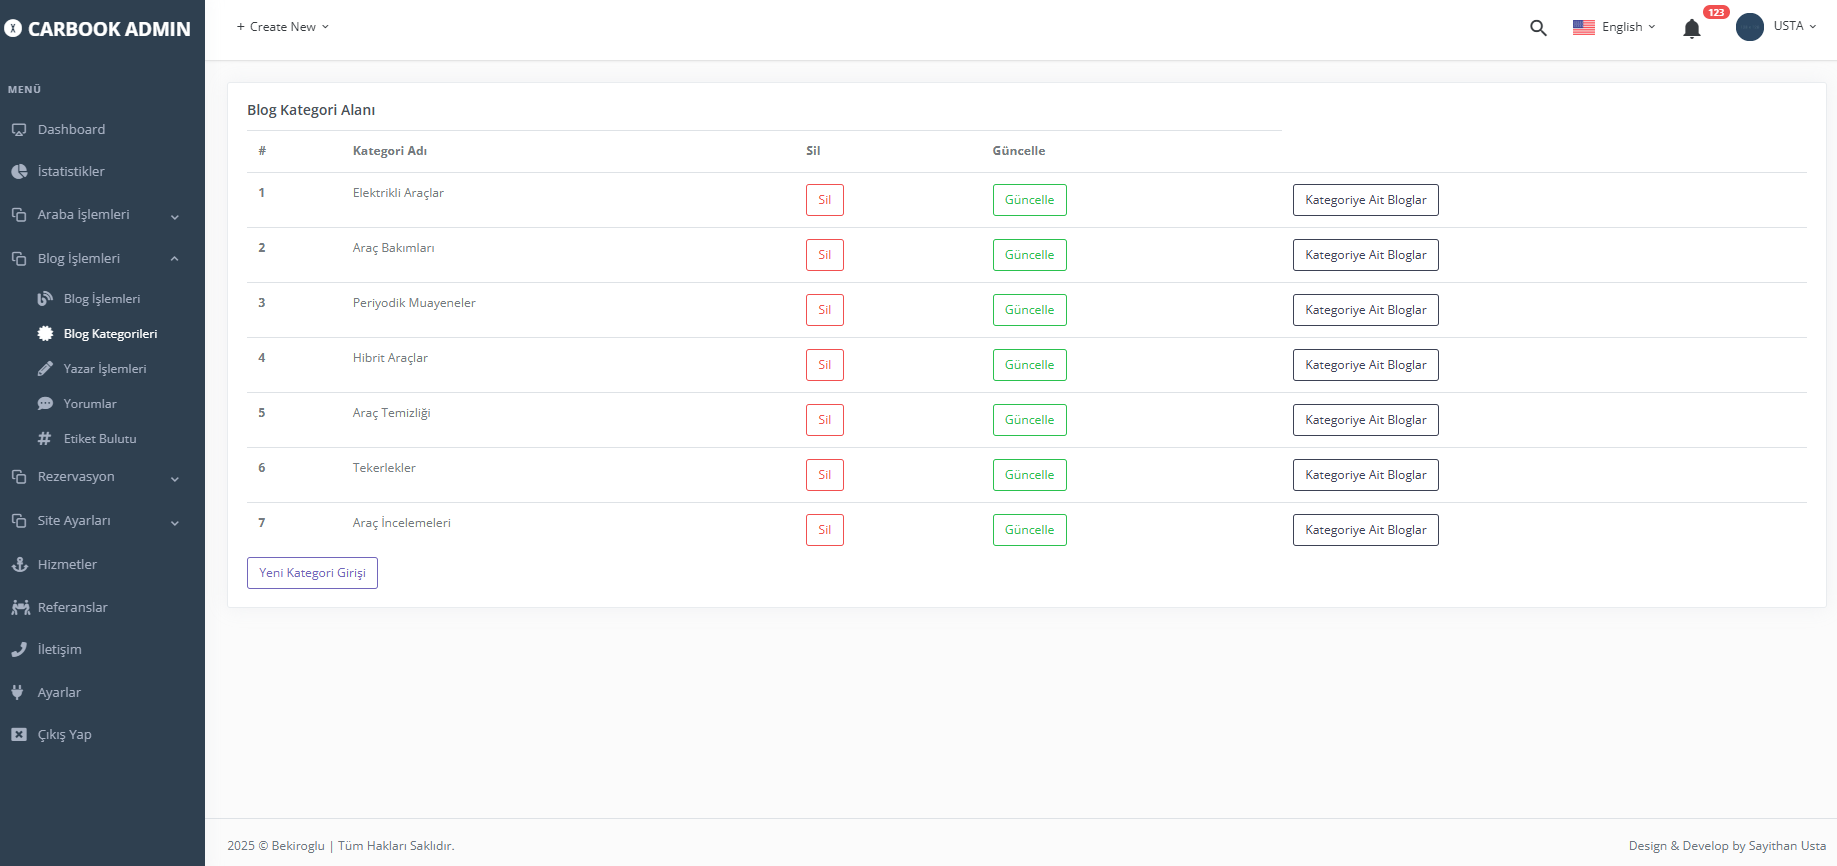 CARBOOK ADMIN
+ Create New
English
123
USTA
MENÜ
Dashboard
İstatistikler
Araba İşlemleri
Blog İşlemleri
Blog İşlemleri
Blog Kategorileri
Yazar İşlemleri
Yorumlar
Etiket Bulutu
Rezervasyon
Site Ayarları
Hizmetler
Referanslar
İletişim
Ayarlar
Çıkış Yap
Blog Kategori Alanı
# Kategori Adı Sil Güncelle
1 Elektrikli Araçlar Sil Güncelle Kategoriye Ait Bloglar
2 Araç Bakımları Sil Güncelle Kategoriye Ait Bloglar
3 Periyodik Muayeneler Sil Güncelle Kategoriye Ait Bloglar
4 Hibrit Araçlar Sil Güncelle Kategoriye Ait Bloglar
5 Araç Temizliği Sil Güncelle Kategoriye Ait Bloglar
6 Tekerlekler Sil Güncelle Kategoriye Ait Bloglar
7 Araç İncelemeleri Sil Güncelle Kategoriye Ait Bloglar
Yeni Kategori Girişi
2025 © Bekiroglu | Tüm Hakları Saklıdır.
Design & Develop by Sayithan Usta